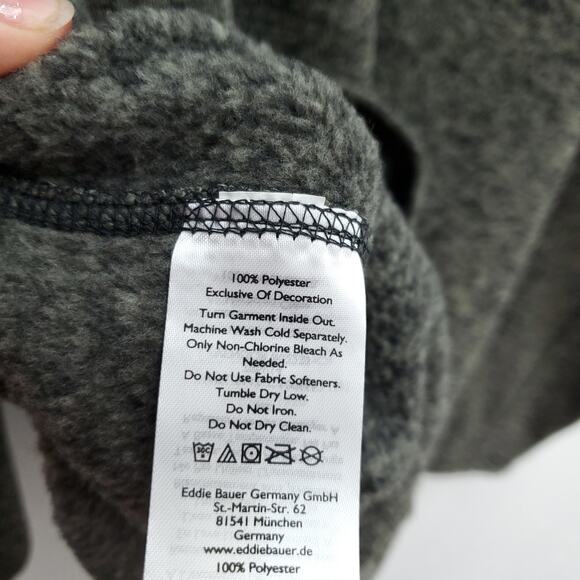 100% Polyester
Exclusive Of Decoration
Turn Garment Inside Out.
Machine Wash Cold Separately.
Only Non-Chlorine Bleach As
Needed.
Do Not Use Fabric Softeners.
Tumble Dry Low.
Do Not Iron.
Do Not Dry Clean.
30C
Eddie Bauer Germany GmbH
St.-Martin-Str. 62
81541 München
Germany
www.eddiebauer.de
100% Polyester